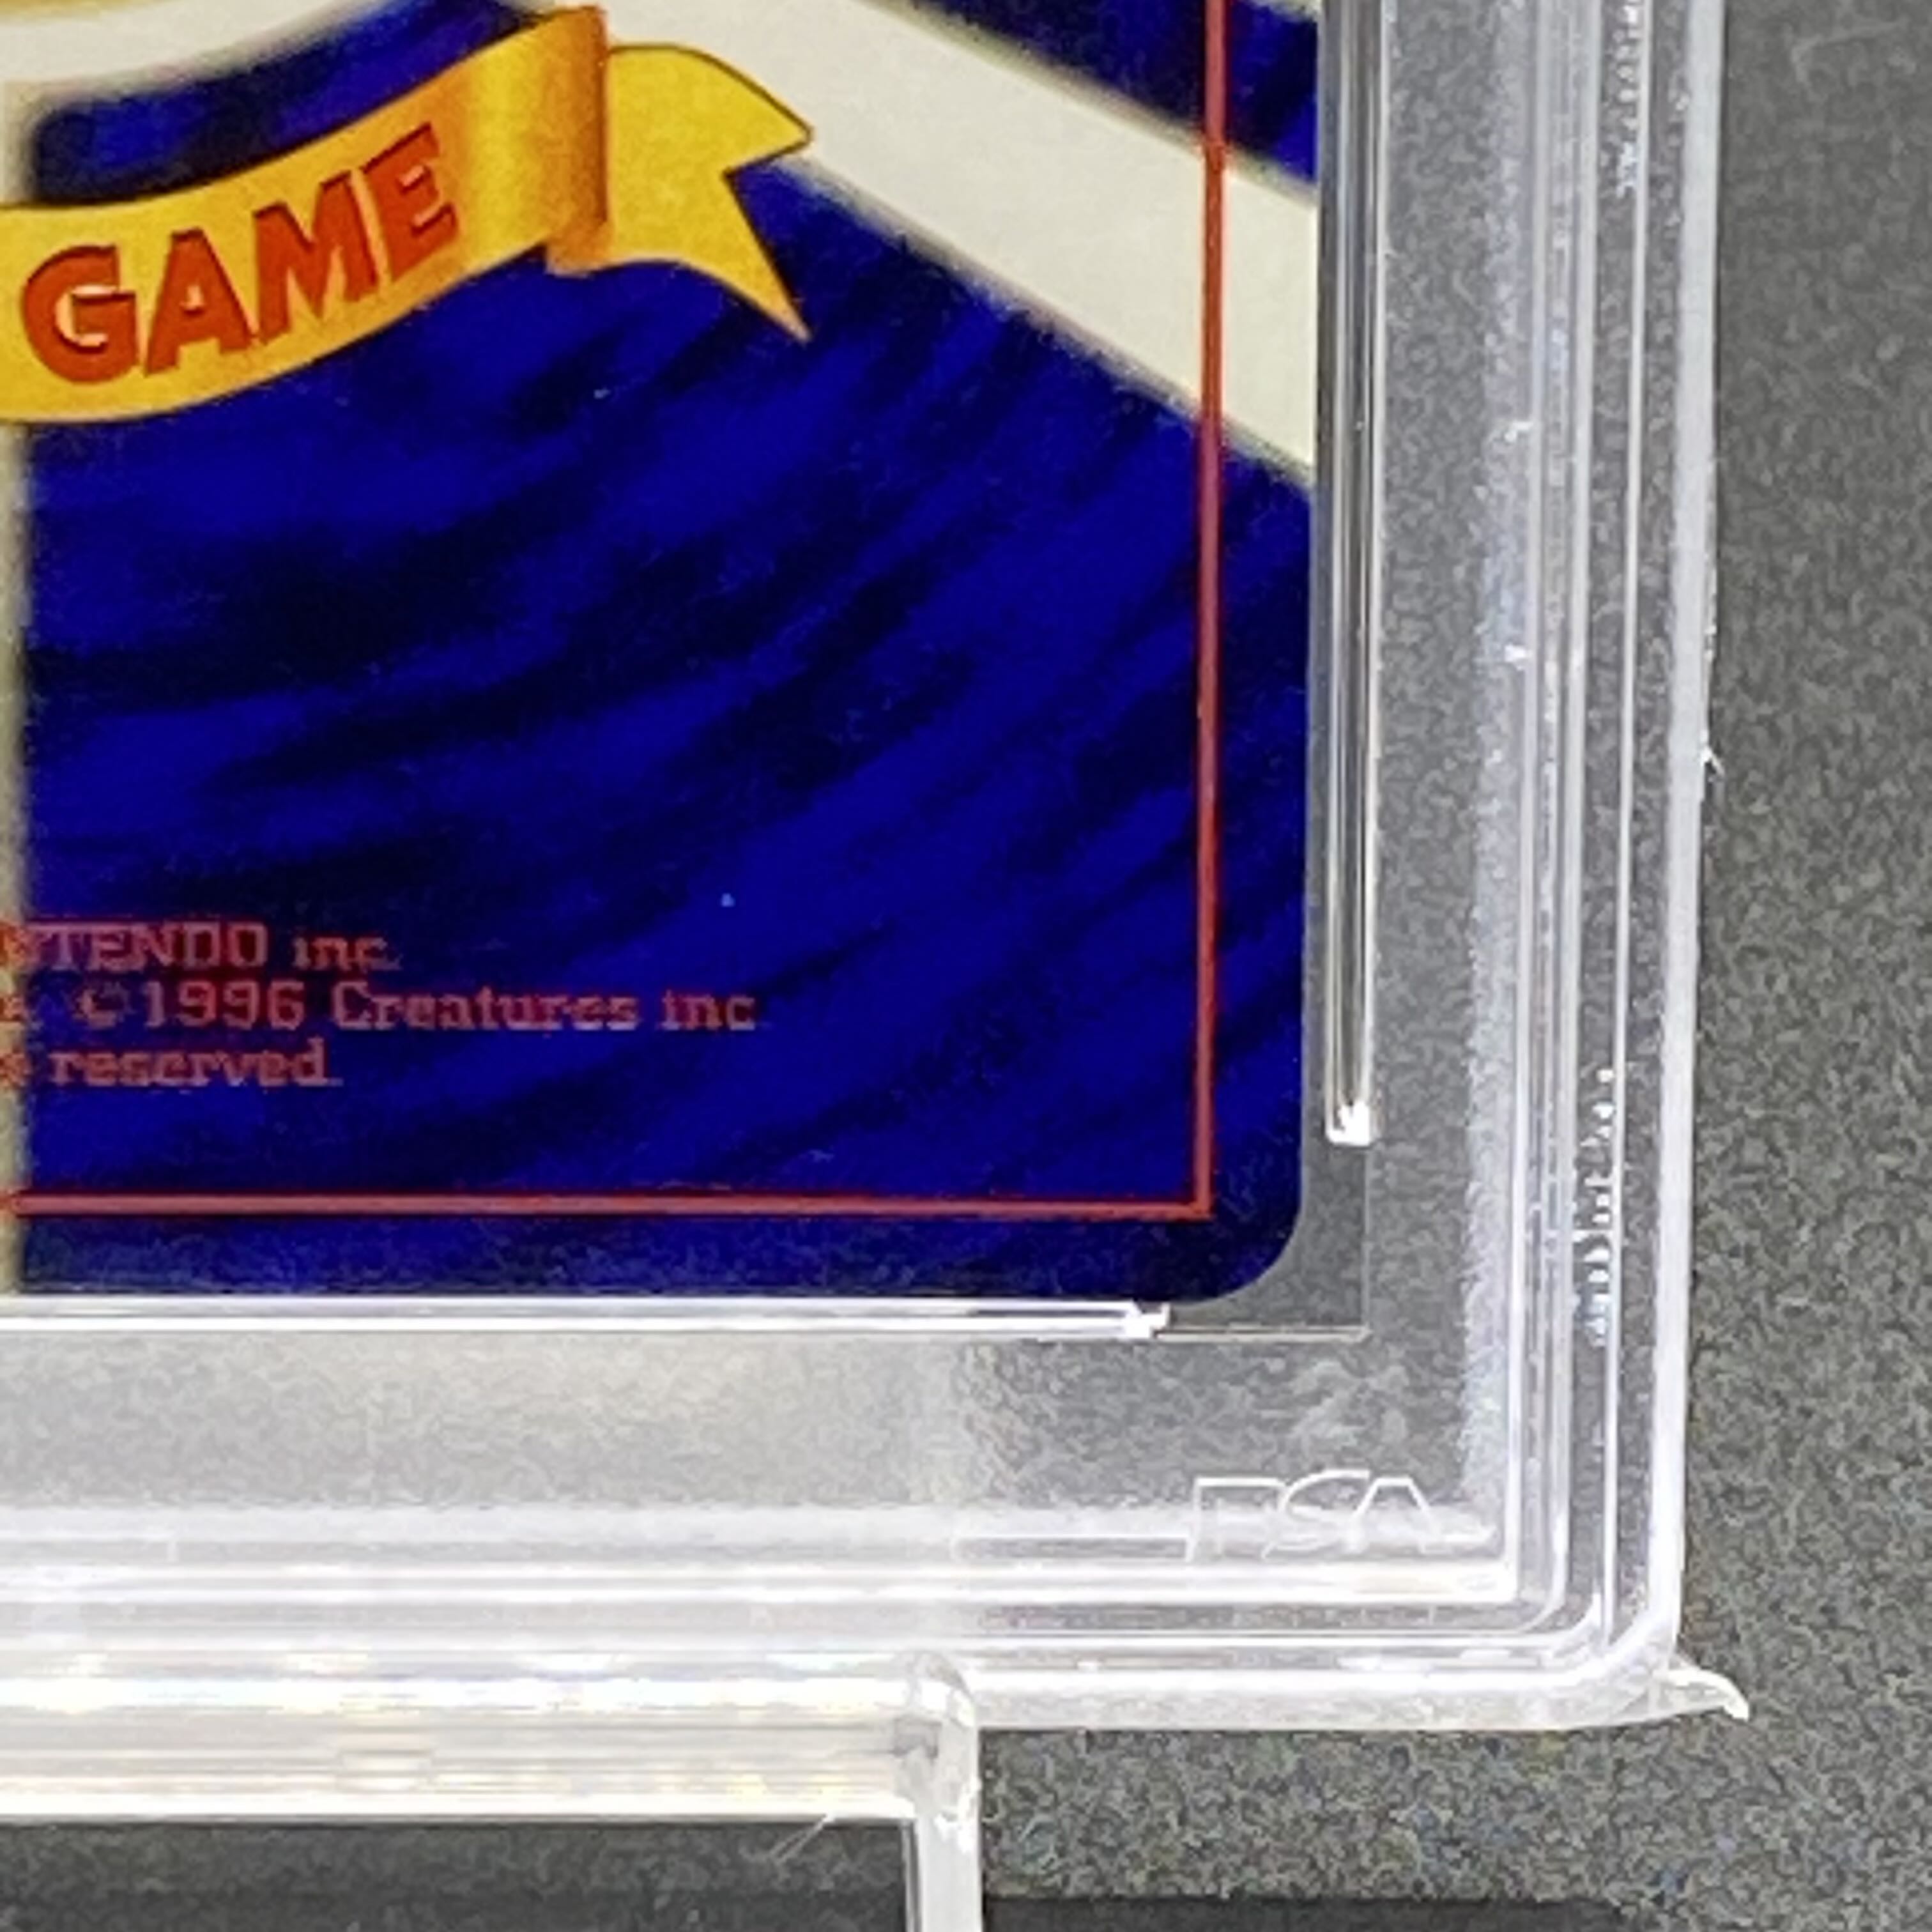 GAME
NTENDO inc.
©1996 Creatures inc
s reserved.
PSA